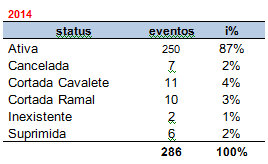 2014
status eventos i%
Ativa 250 87%
Cancelada 7 2%
Cortada Cavalete 11 4%
Cortada Ramal 10 3%
Inexistente 2 1%
Suprimida 6 2%
286 100%